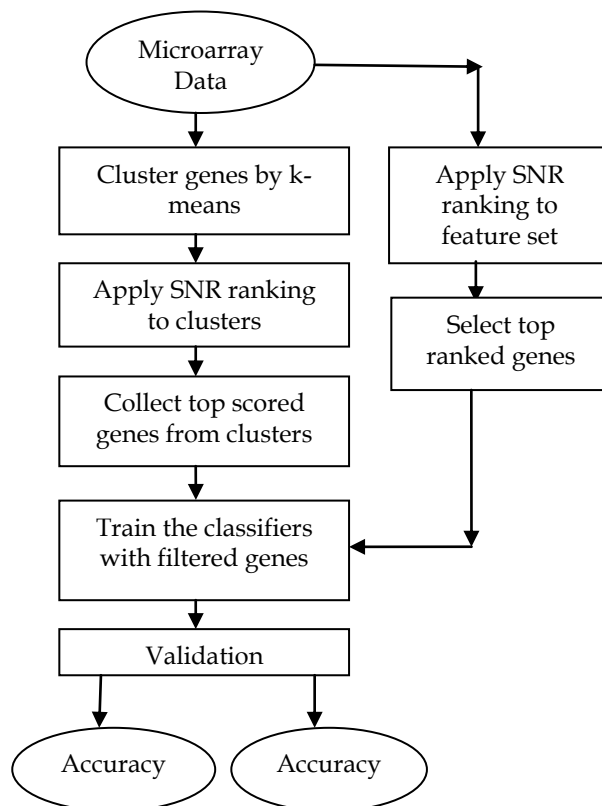 Microarray
Data
Cluster genes by k-
means
Apply SNR ranking
to clusters
Collect top scored
genes from clusters
Apply SNR
ranking to
feature set
Select top
ranked genes
Train the classifiers
with filtered genes
Validation
Accuracy
Accuracy